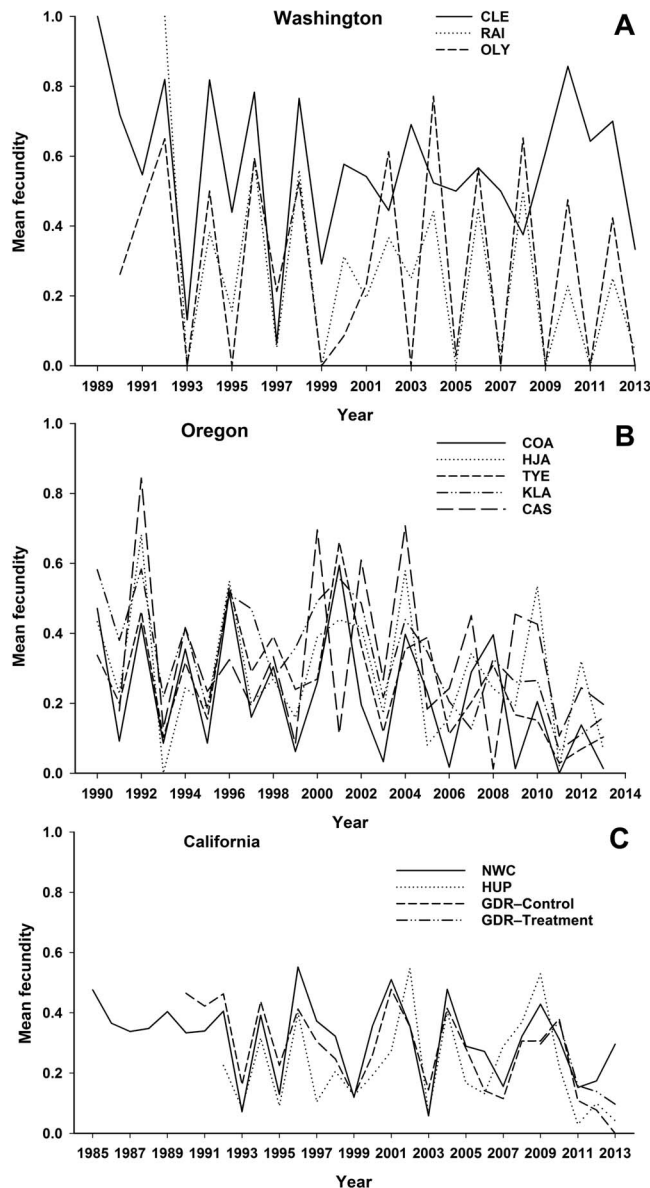 Washington
A
CLE
RAI
OLY
1.0
0.8
0.6
0.4
0.2
0.0
Mean fecundity
1989 1991 1993 1995 1997 1999 2001 2003 2005 2007 2009 2011 2013
Year
Oregon
B
COA
HJA
TYE
KLA
CAS
1.0
0.8
0.6
0.4
0.2
0.0
Mean fecundity
1990 1992 1994 1996 1998 2000 2002 2004 2006 2008 2010 2012 2014
Year
California
C
NWC
HUP
GDR–Control
GDR–Treatment
1.0
0.8
0.6
0.4
0.2
0.0
Mean fecundity
1985 1987 1989 1991 1993 1995 1997 1999 2001 2003 2005 2007 2009 2011 2013
Year